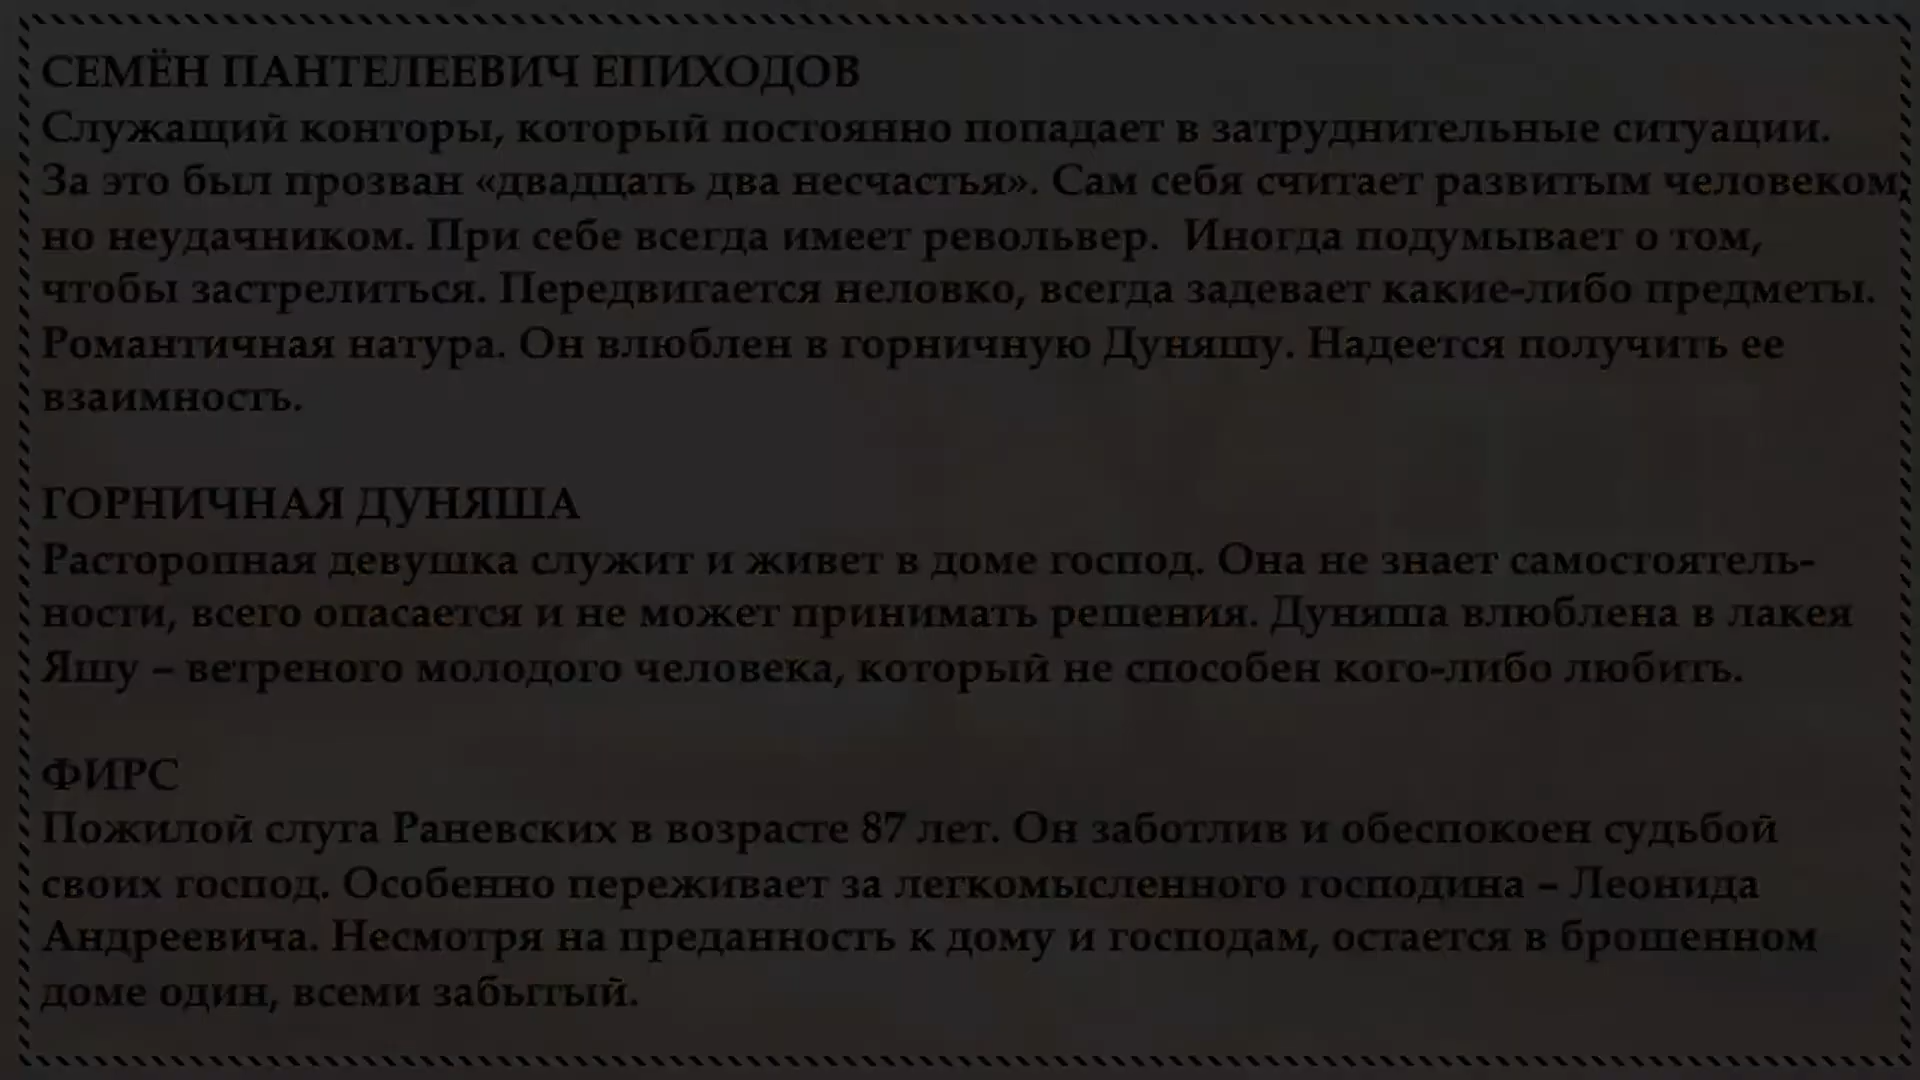 СЕМЁН ПАНТЕЛЕЕВИЧ ЕПИХОДОВ
Служащий конторы, который постоянно попадает в затруднительные ситуации.
За это был прозван «двадцать два несчастья». Сам себя считает развитым человеком,
но неудачником. При себе всегда имеет револьвер. Иногда подумывает о том,
чтобы застрелиться. Передвигается неловко, всегда задевает какие-либо предметы.
Романтичная натура. Он влюблен в горничную Дуняшу. Надеется получить ее
взаимность.
ГОРНИЧНАЯ ДУНЯША
Расторопная девушка служит и живет в доме господ. Она не знает самостоятель-
ности, всего опасается и не может принимать решения. Дуняша влюблена в лакея
Яшу – ветреного молодого человека, который не способен кого-либо любить.
ФИРС
Пожилой слуга Раневских в возрасте 87 лет. Он заботлив и обеспокоен судьбой
своих господ. Особенно переживает за легкомысленного господина – Леонида
Андреевича. Несмотря на преданность к дому и господам, остается в брошенном
доме один, всеми забытый.